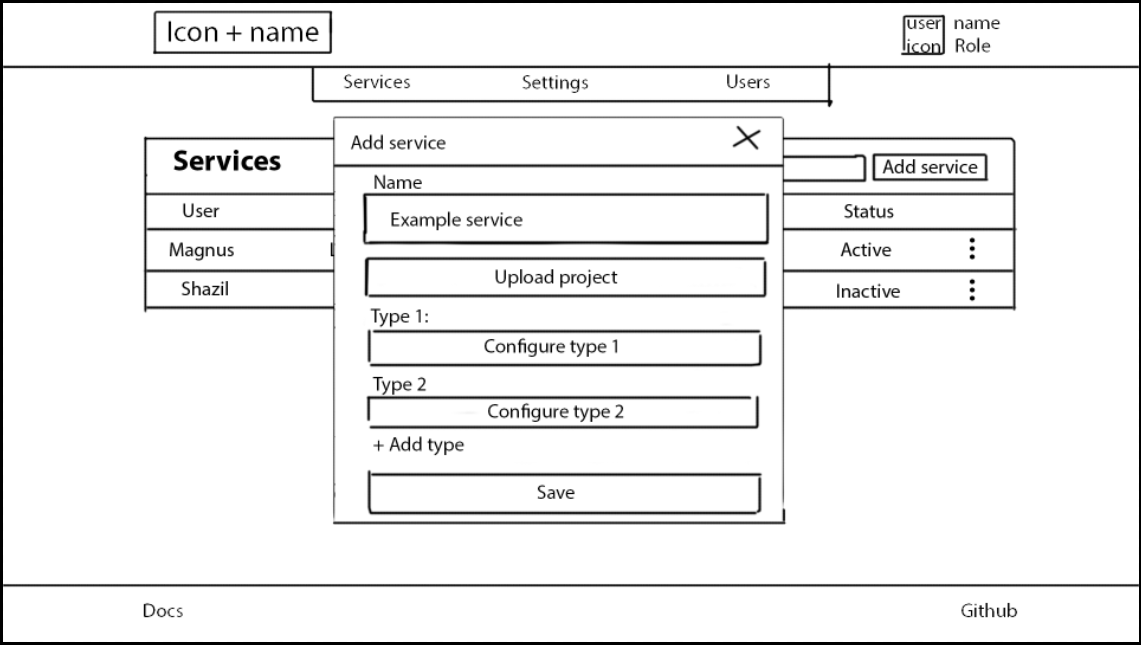 Icon + name
user icon
name
Role
Services
Settings
Users
Services
Add service
User
Status
Magnus
Active
Shazil
Inactive
Add service
Name
Example service
Upload project
Type 1:
Configure type 1
Type 2
Configure type 2
+ Add type
Save
Docs
Github